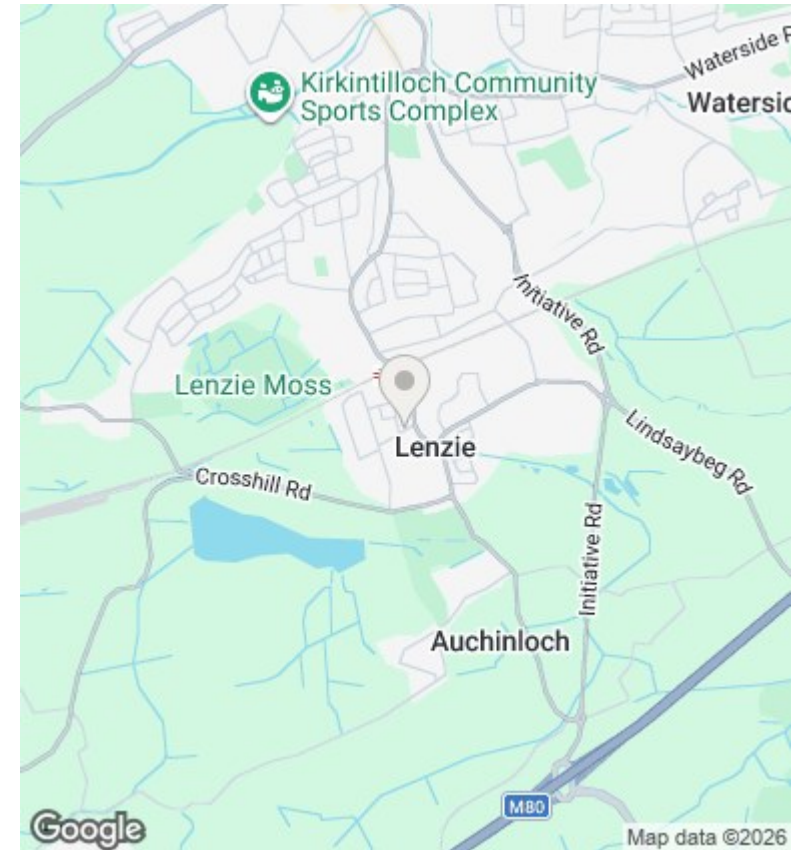 Waterside R
Kirkintilloch Community
Sports Complex
Watersid
Initiative Rd
Lenzie Moss
Lenzie
Lindsaybeg Rd
Crosshill Rd
Initiative Rd
Auchinloch
M80
Google
Map data ©2026